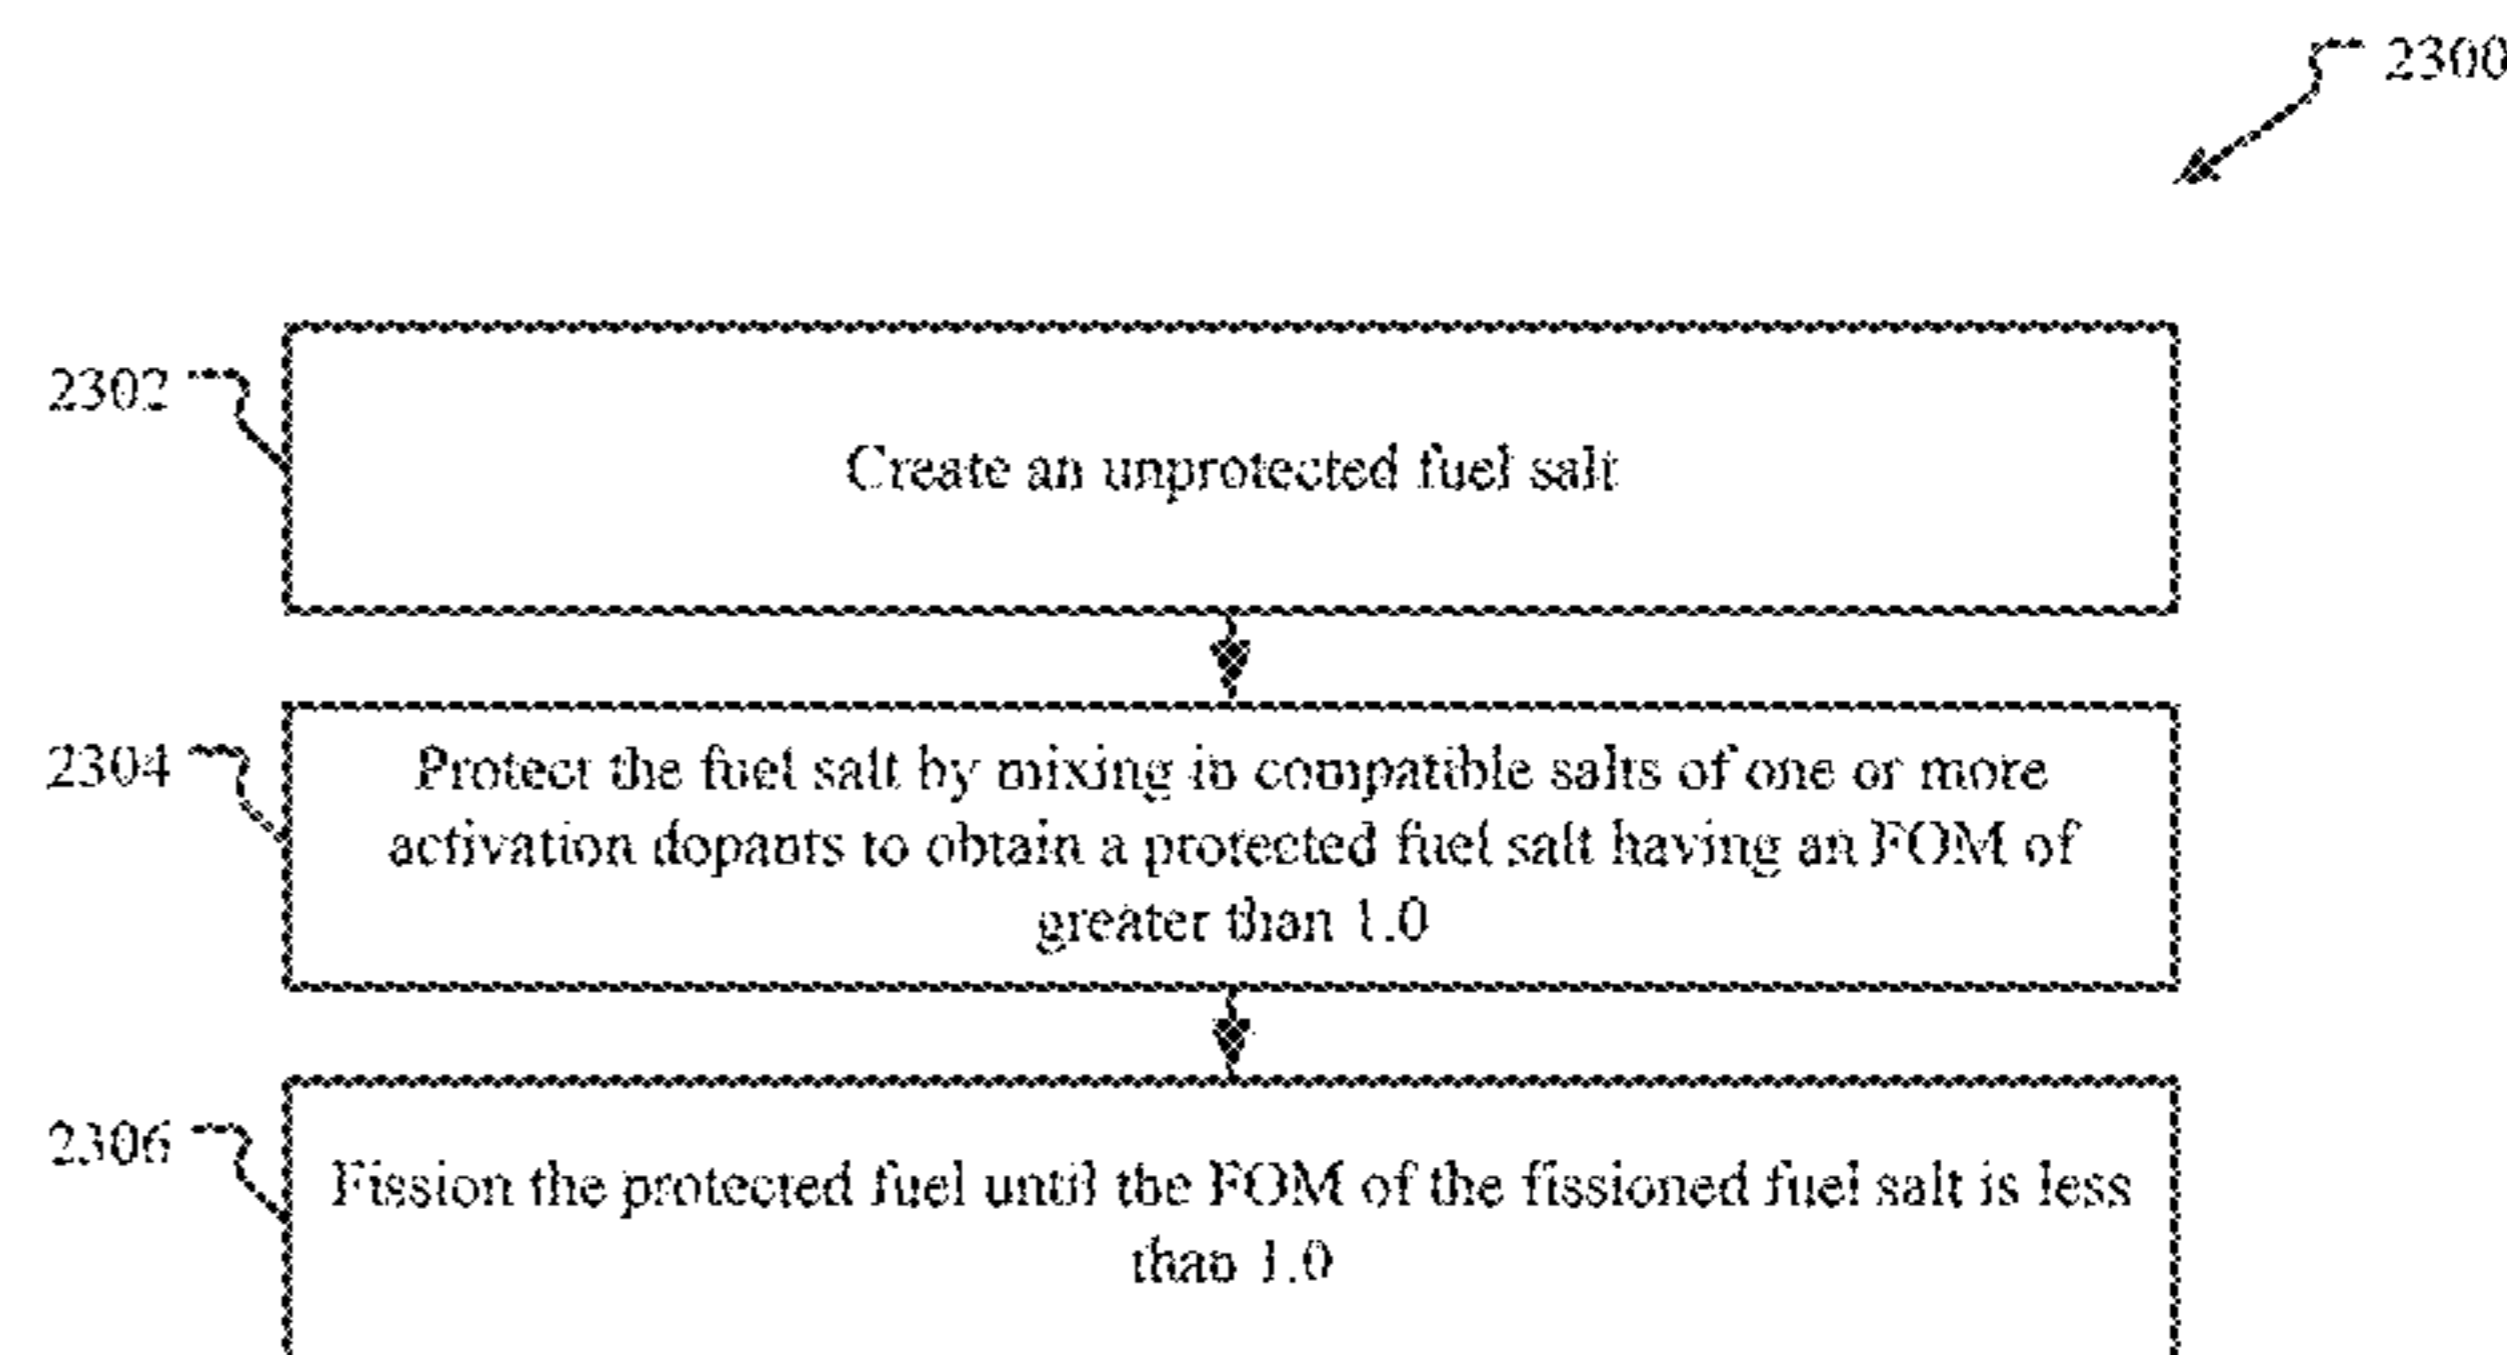 2300
2302
Create an unprotected fuel salt
2304
Protect the fuel salt by mixing in compatible salts of one or more
activation dopants to obtain a protected fuel salt having an FOM of
greater than 1.0
2306
Fission the protected fuel until the FOM of the fissioned fuel salt is less
than 1.0